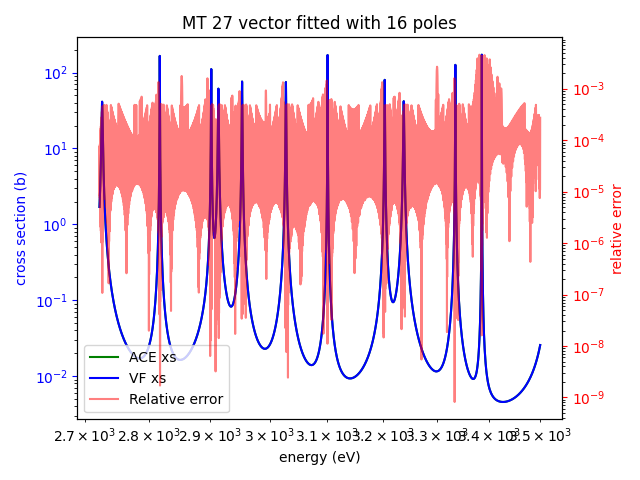 MT 27 vector fitted with 16 poles
10²
10¹
10⁰
10⁻¹
10⁻²
cross section (b)
10⁻³
10⁻⁴
10⁻⁵
10⁻⁶
10⁻⁷
10⁻⁸
10⁻⁹
relative error
ACE xs
VF xs
Relative error
2.7×10³ 2.8×10³ 2.9×10³ 3×10³ 3.1×10³ 3.2×10³ 3.3×10³ 3.4×10³ 3.5×10³
energy (eV)